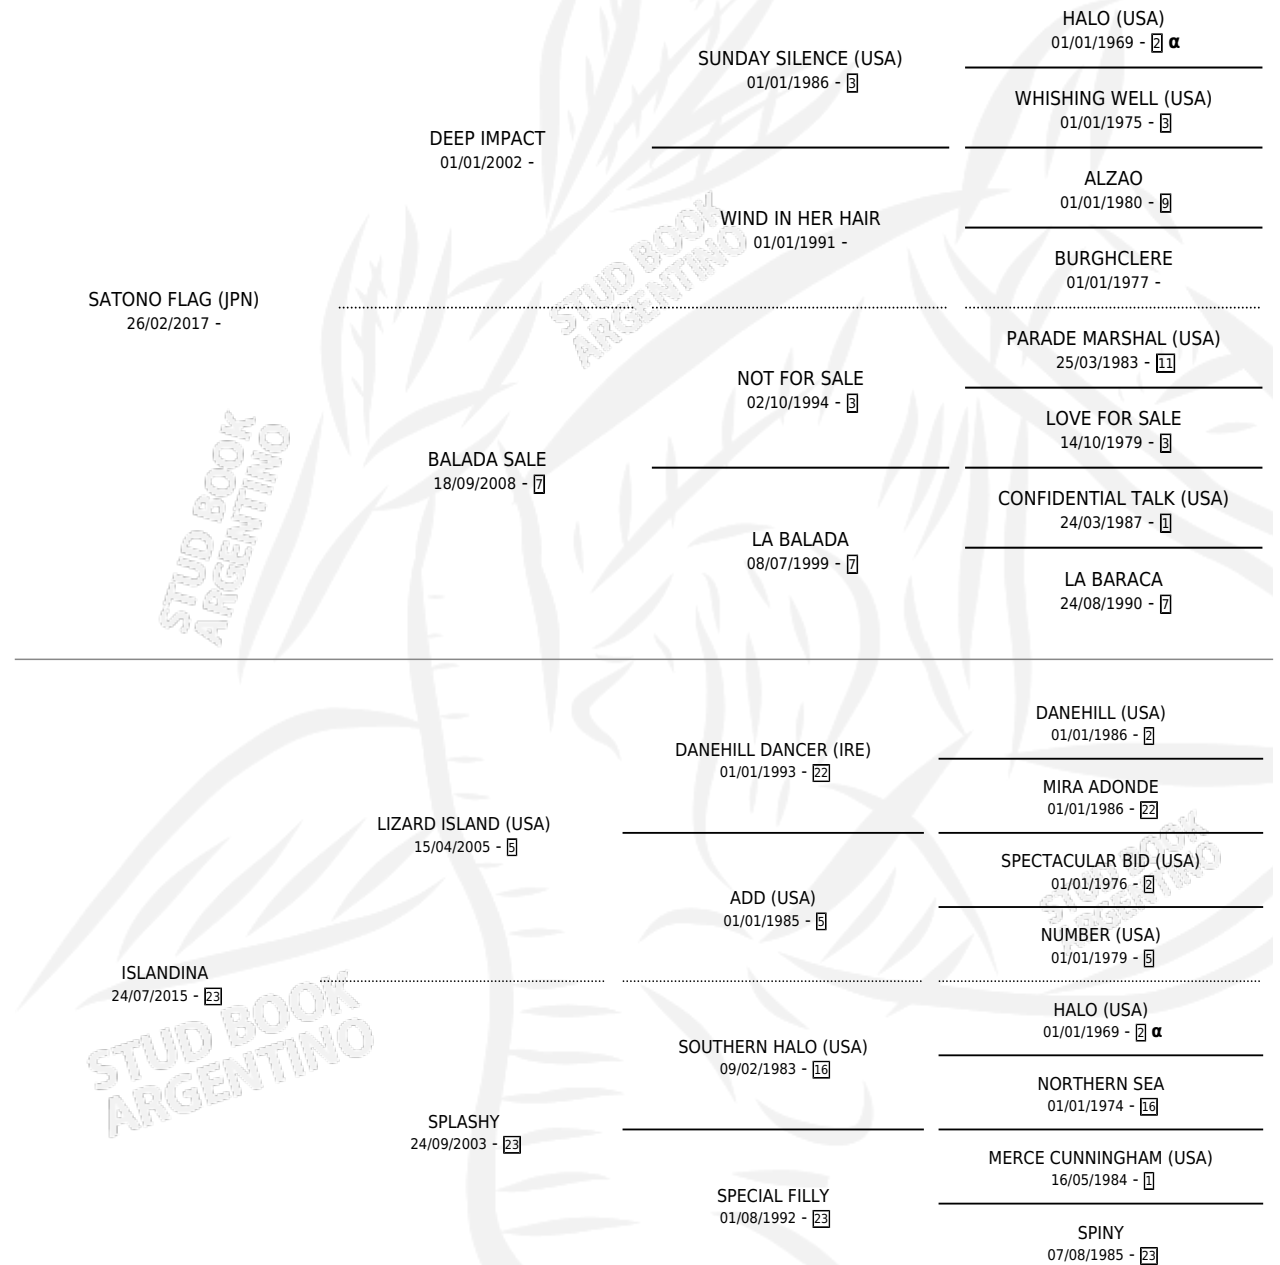 HALO (USA)
01/01/1969 - 2 α
SUNDAY SILENCE (USA)
01/01/1986 - 3
WHISHING WELL (USA)
01/01/1975 - 3
DEEP IMPACT
01/01/2002 -
ALZAO
01/01/1980 - 9
WIND IN HER HAIR
01/01/1991 -
BURGHCLERE
01/01/1977 -
SATONO FLAG (JPN)
26/02/2017 -
PARADE MARSHAL (USA)
25/03/1983 - 11
NOT FOR SALE
02/10/1994 - 3
LOVE FOR SALE
14/10/1979 - 3
BALADA SALE
18/09/2008 - 7
CONFIDENTIAL TALK (USA)
24/03/1987 - 1
LA BALADA
08/07/1999 - 7
LA BARACA
24/08/1990 - 7
DANEHILL (USA)
01/01/1986 - 2
DANEHILL DANCER (IRE)
01/01/1993 - 22
MIRA ADONDE
01/01/1986 - 22
LIZARD ISLAND (USA)
15/04/2005 - 5
SPECTACULAR BID (USA)
01/01/1976 - 2
ADD (USA)
01/01/1985 - 5
NUMBER (USA)
01/01/1979 - 5
ISLANDINA
24/07/2015 - 23
HALO (USA)
01/01/1969 - 2 α
SOUTHERN HALO (USA)
09/02/1983 - 16
NORTHERN SEA
01/01/1974 - 16
SPLASHY
24/09/2003 - 23
MERCE CUNNINGHAM (USA)
16/05/1984 - 1
SPECIAL FILLY
01/08/1992 - 23
SPINY
07/08/1985 - 23
STUD BOOK
ARGENTINO
STUD BOOK
ARGENTINO
STUD BOOK
ARGENTINO
STUD BOOK
ARGENTINO